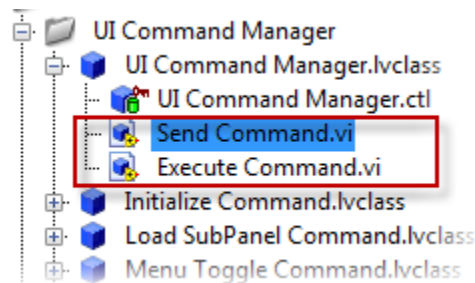 UI Command Manager
UI Command Manager.lvclass
UI Command Manager.ctl
Send Command.vi
Execute Command.vi
Initialize Command.lvclass
Load SubPanel Command.lvclass
Menu Toggle Command.lvclass